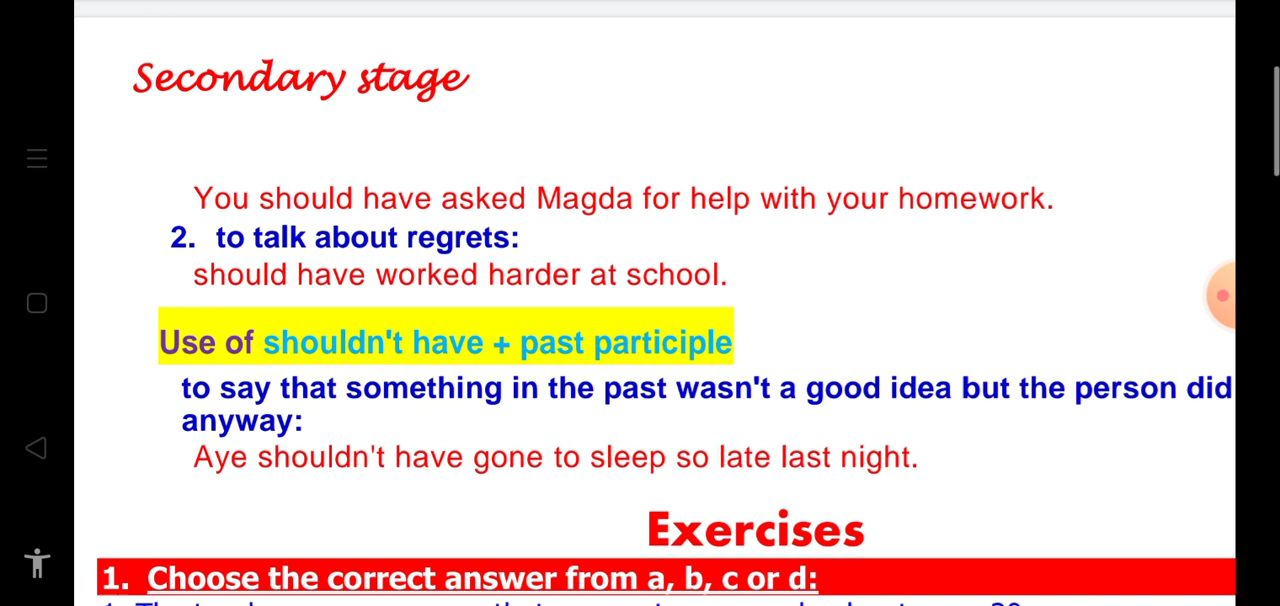 Secondary stage
You should have asked Magda for help with your homework.
2. to talk about regrets:
should have worked harder at school.
Use of shouldn't have + past participle
to say that something in the past wasn't a good idea but the person did
anyway:
Aye shouldn't have gone to sleep so late last night.
Exercises
1. Choose the correct answer from a, b, c or d: